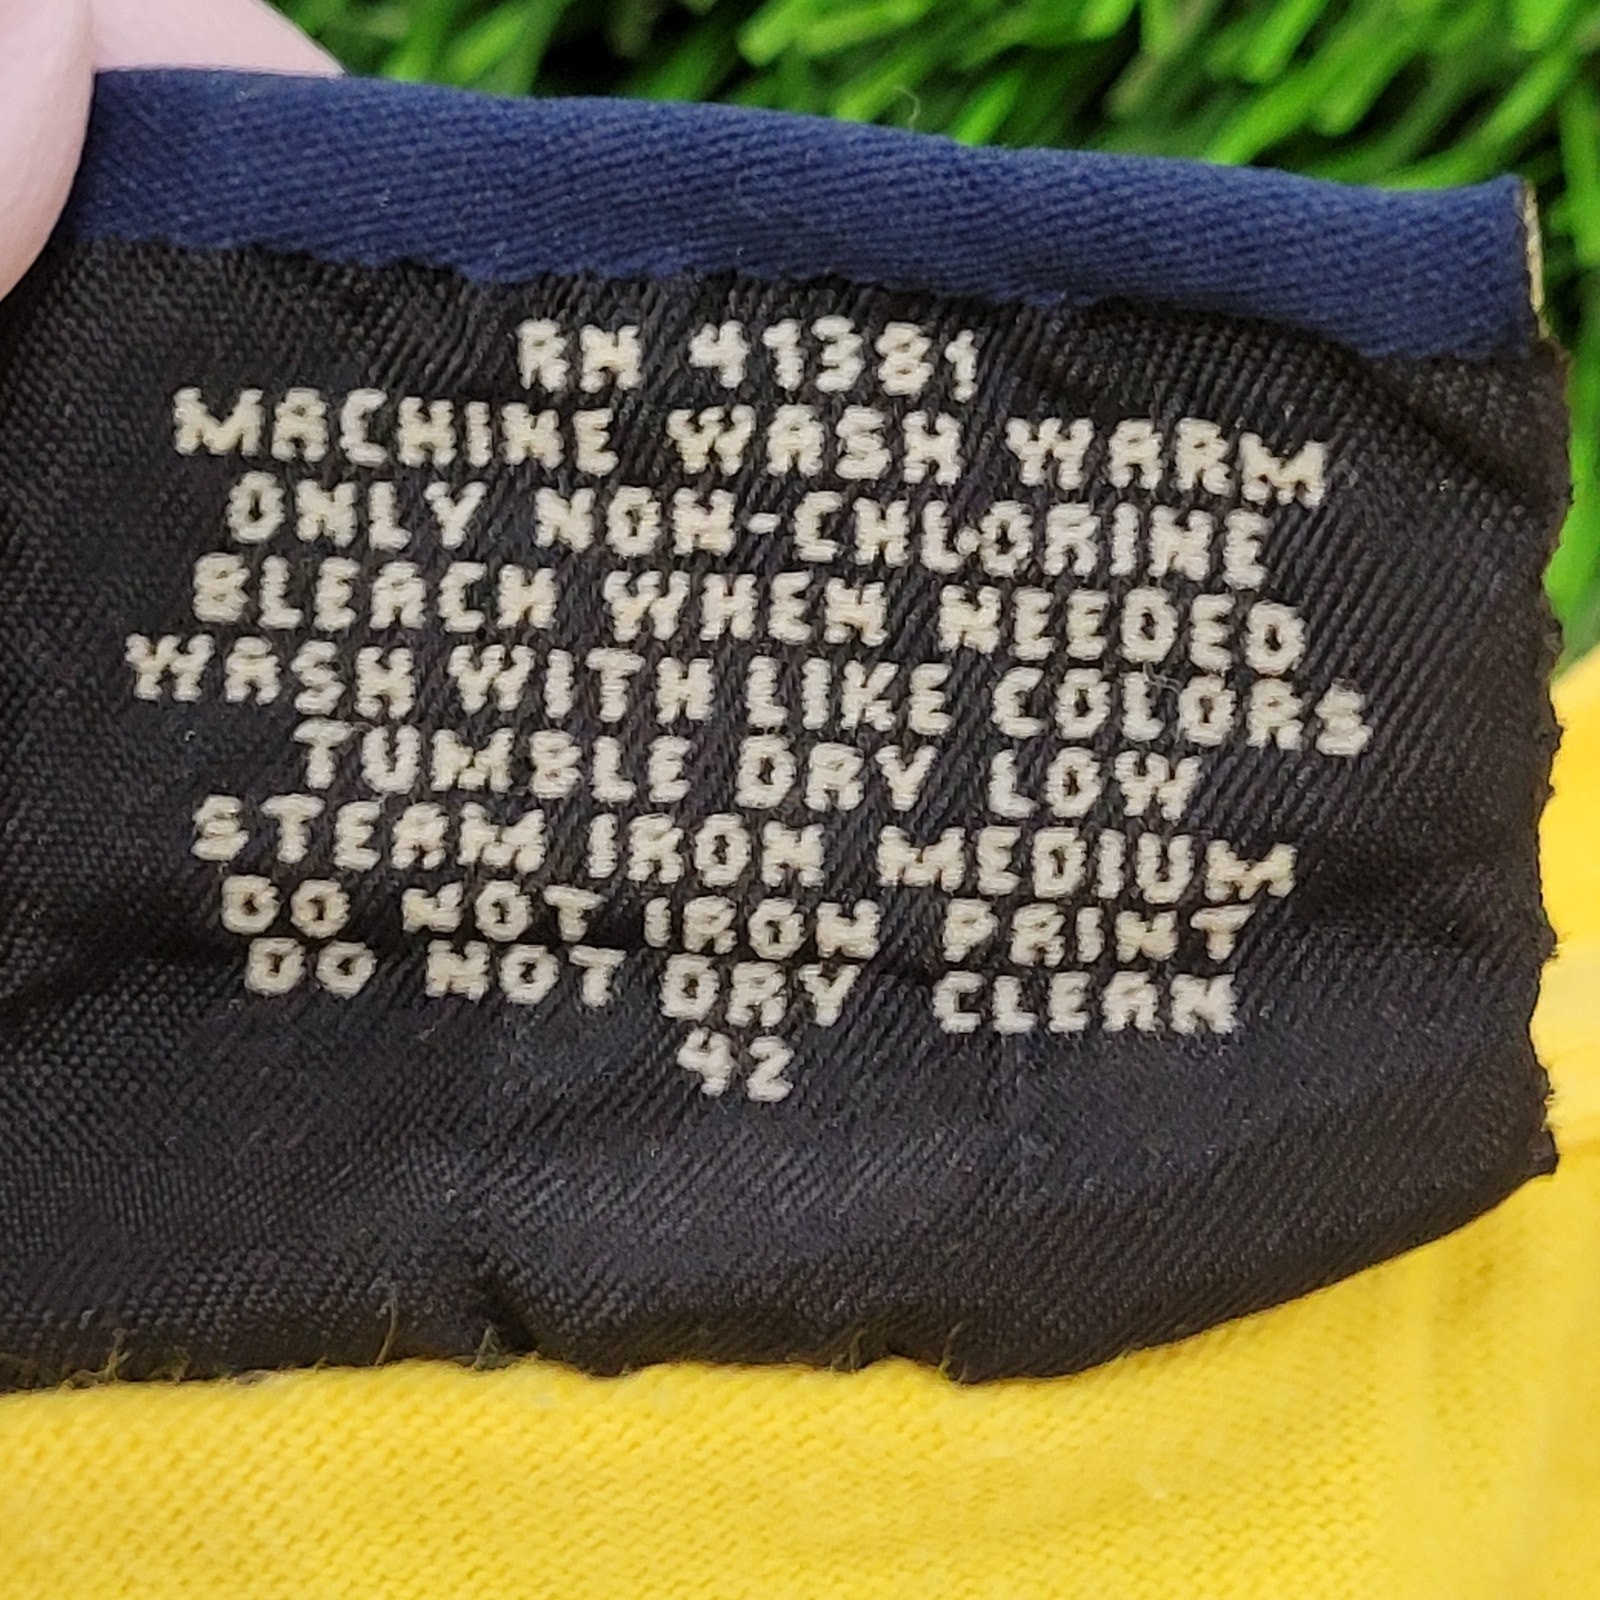 RN 41381
MACHINE WASH WARM
ONLY NON-CHLORINE
BLEACH WHEN NEEDED
WASH WITH LIKE COLORS
TUMBLE DRY LOW
STEAM IRON MEDIUM
DO NOT IRON PRINT
DO NOT DRY CLEAN
42